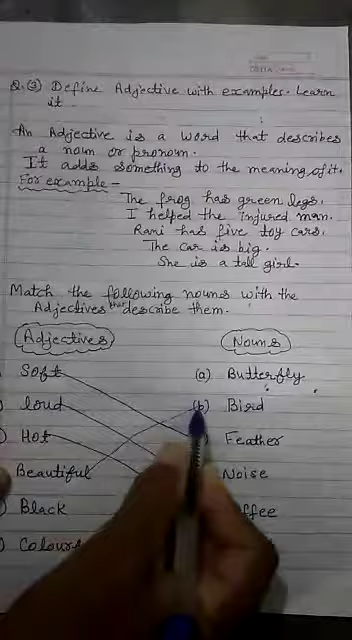 Q.(3) Define Adjective with examples. Learn
it.
An Adjective is a word that describes
a noun or pronoun.
It adds something to the meaning of it.
For example -
The frog has green legs.
I helped the injured man.
Rani has five toy cars.
The car is big.
She is a tall girl.
Match the following nouns with the
Adjectives that describe them.
Adjectives Nouns
Soft (a) Butterfly
loud (b) Bird
Hot Feather
Beautiful Noise
Black ffee
Colour